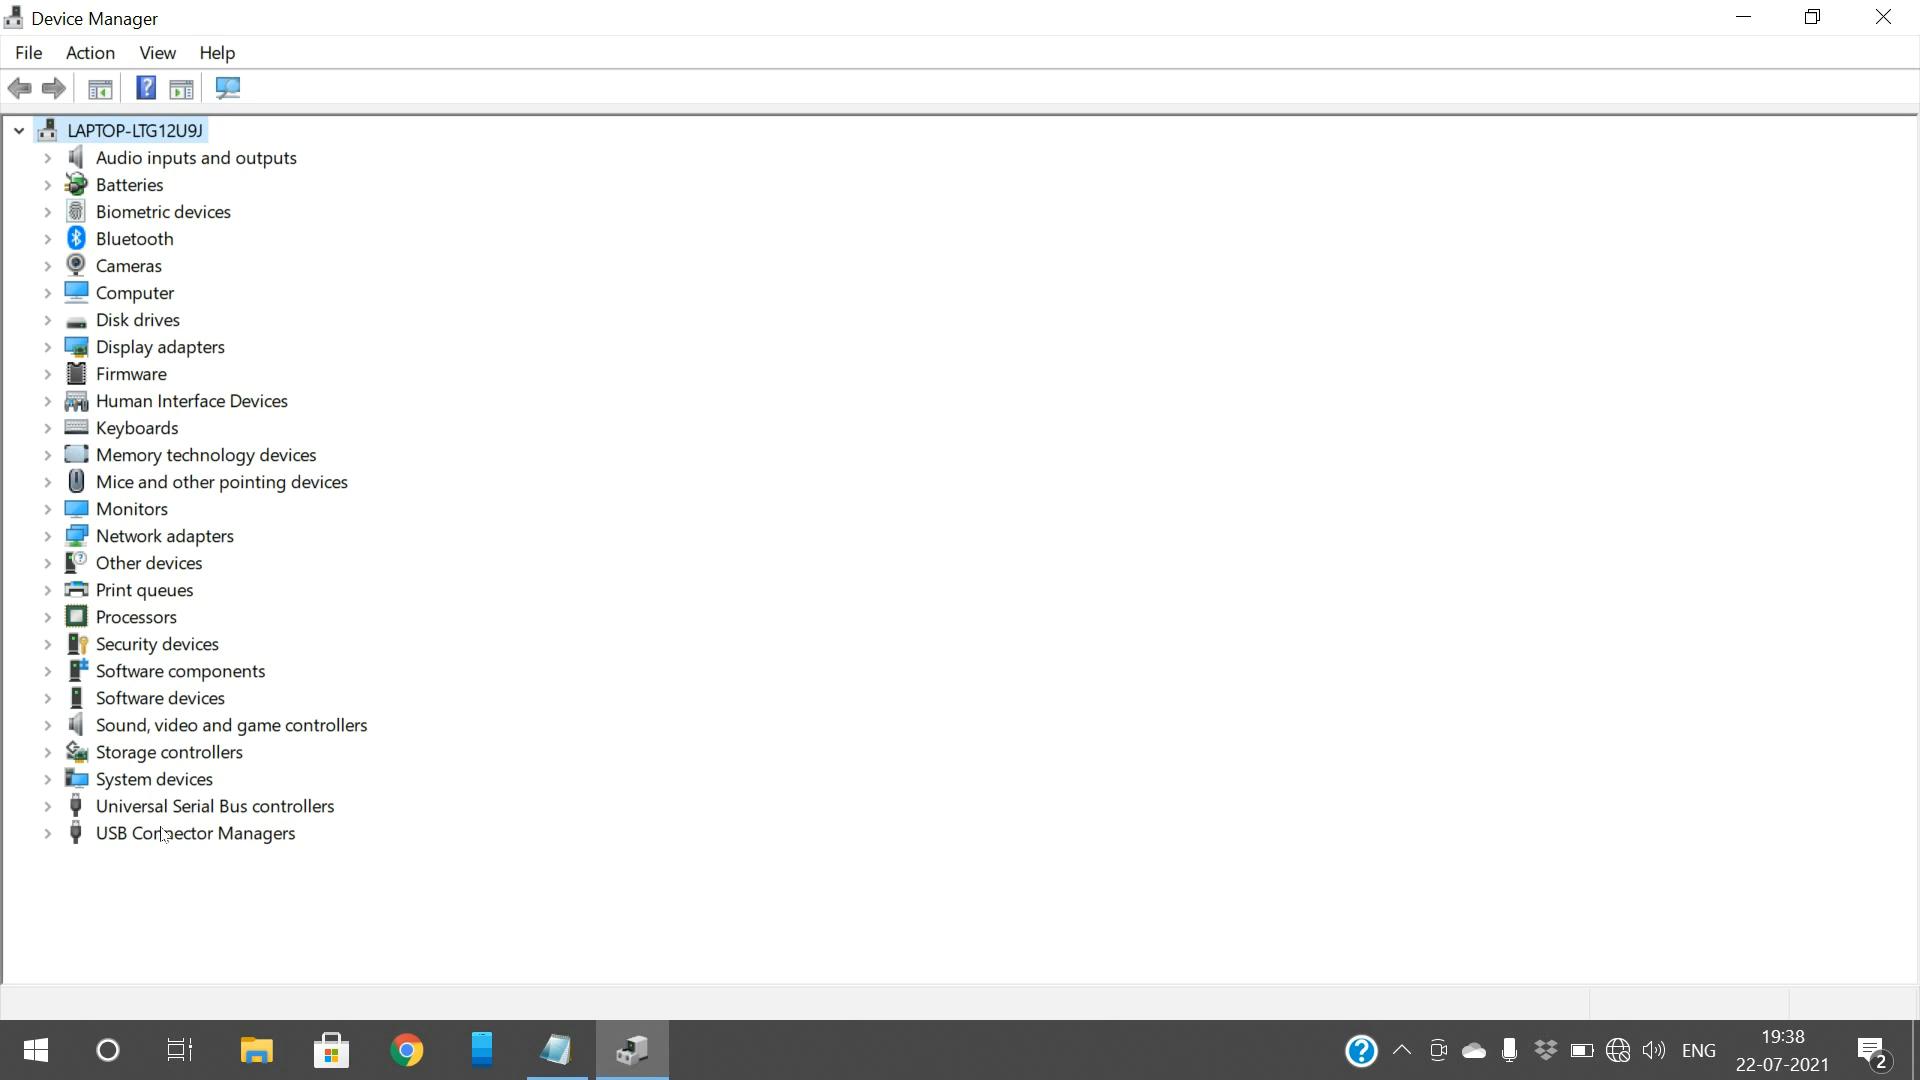 Device Manager
File Action View Help
LAPTOP-LTG12U9J
Audio inputs and outputs
Batteries
Biometric devices
Bluetooth
Cameras
Computer
Disk drives
Display adapters
Firmware
Human Interface Devices
Keyboards
Memory technology devices
Mice and other pointing devices
Monitors
Network adapters
Other devices
Print queues
Processors
Security devices
Software components
Software devices
Sound, video and game controllers
Storage controllers
System devices
Universal Serial Bus controllers
USB Connector Managers
ENG
19:38
22-07-2021
2